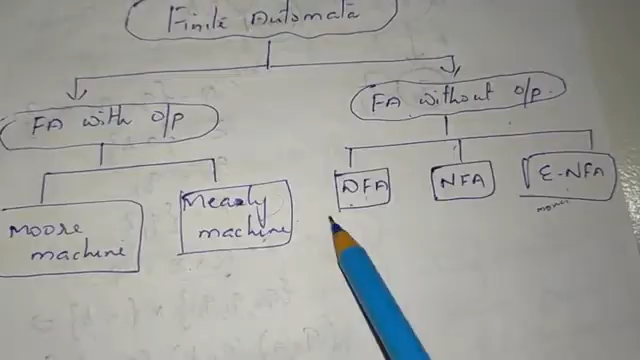 Finite Automata
FA with o/p
FA without o/p.
Moore
machine
Mealy
machine
DFA
NFA
ε-NFA